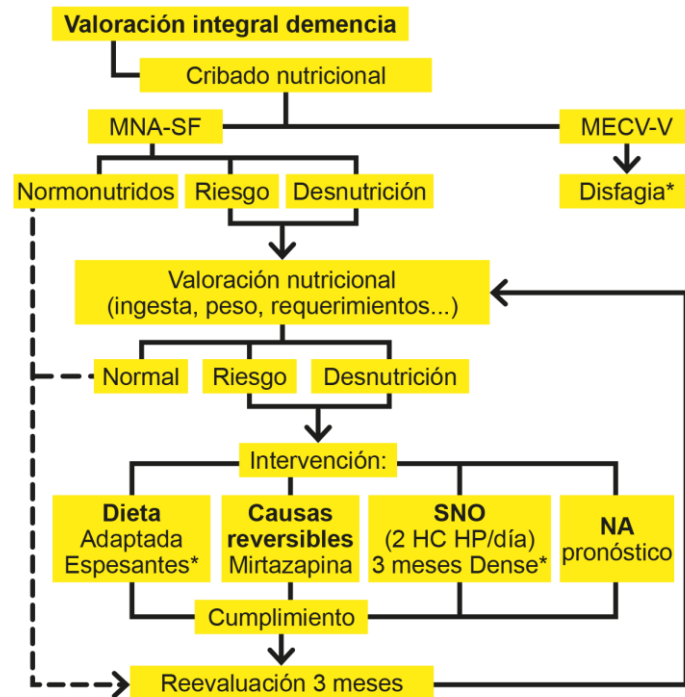 Valoración integral demencia
Cribado nutricional
MNA-SF
MECV-V
Normonutridos
Riesgo
Desnutrición
Disfagia*
Valoración nutricional
(ingesta, peso, requerimientos...)
Normal
Riesgo
Desnutrición
Intervención:
Dieta
Adaptada
Espesantes*
Causas
reversibles
Mirtazapina
SNO
(2 HC HP/día)
3 meses Dense*
NA
pronóstico
Cumplimiento
Reevaluación 3 meses